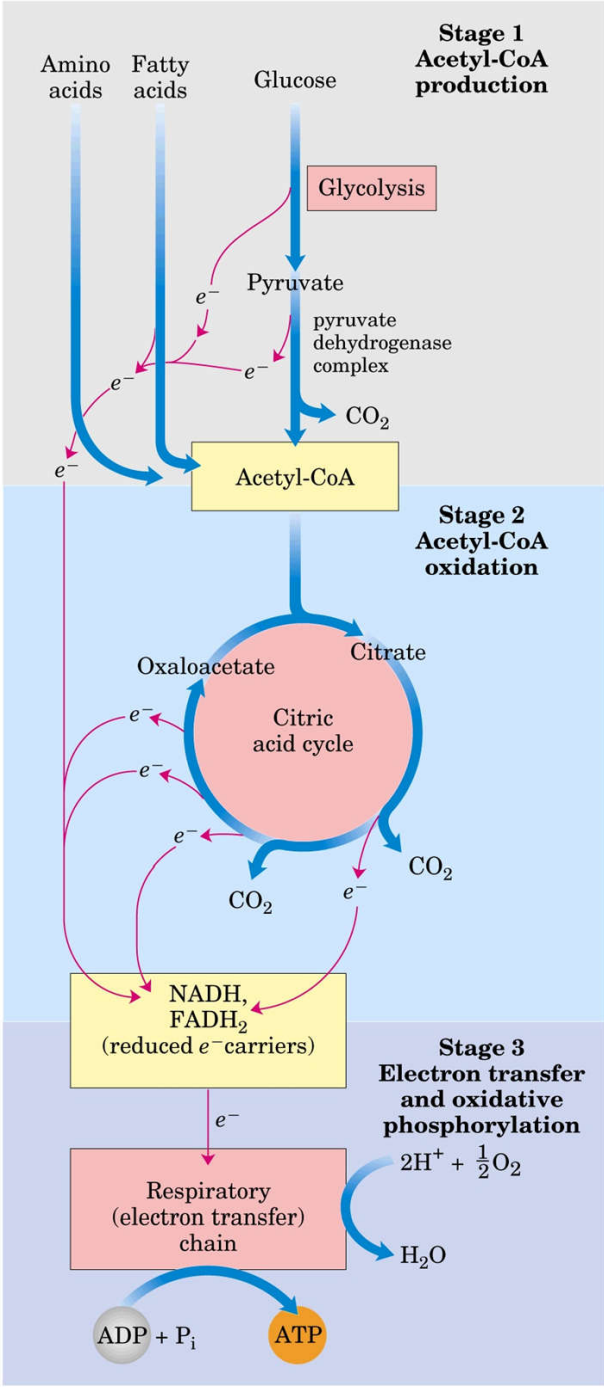 Stage 1
Acetyl-CoA
production
Amino
acids
Fatty
acids
Glucose
Glycolysis
Pyruvate
e⁻
pyruvate
dehydrogenase
complex
e⁻
e⁻
CO₂
e⁻
Acetyl-CoA
Stage 2
Acetyl-CoA
oxidation
Oxaloacetate
Citrate
Citric
acid cycle
e⁻
e⁻
e⁻
CO₂
CO₂
e⁻
NADH,
FADH₂
(reduced e⁻carriers)
Stage 3
Electron transfer
and oxidative
phosphorylation
e⁻
2H⁺ + ½O₂
Respiratory
(electron transfer)
chain
H₂O
ADP + Pᵢ
ATP